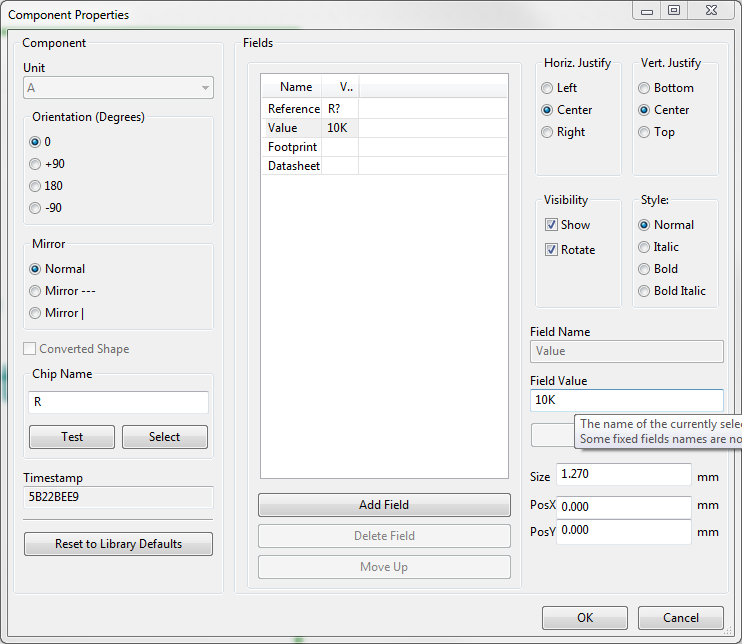 Component Properties
Component
Unit
A
Orientation (Degrees)
0
+90
180
-90
Mirror
Normal
Mirror ---
Mirror |
Converted Shape
Chip Name
R
Test
Select
Timestamp
5B22BEE9
Reset to Library Defaults
Fields
Name V..
Reference R?
Value 10K
Footprint
Datasheet
Add Field
Delete Field
Move Up
Horiz. Justify
Left
Center
Right
Vert. Justify
Bottom
Center
Top
Visibility
Show
Rotate
Style:
Normal
Italic
Bold
Bold Italic
Field Name
Value
Field Value
10K
The name of the currently selec
Some fixed fields names are no
Size 1.270 mm
PosX 0.000 mm
PosY 0.000 mm
OK
Cancel